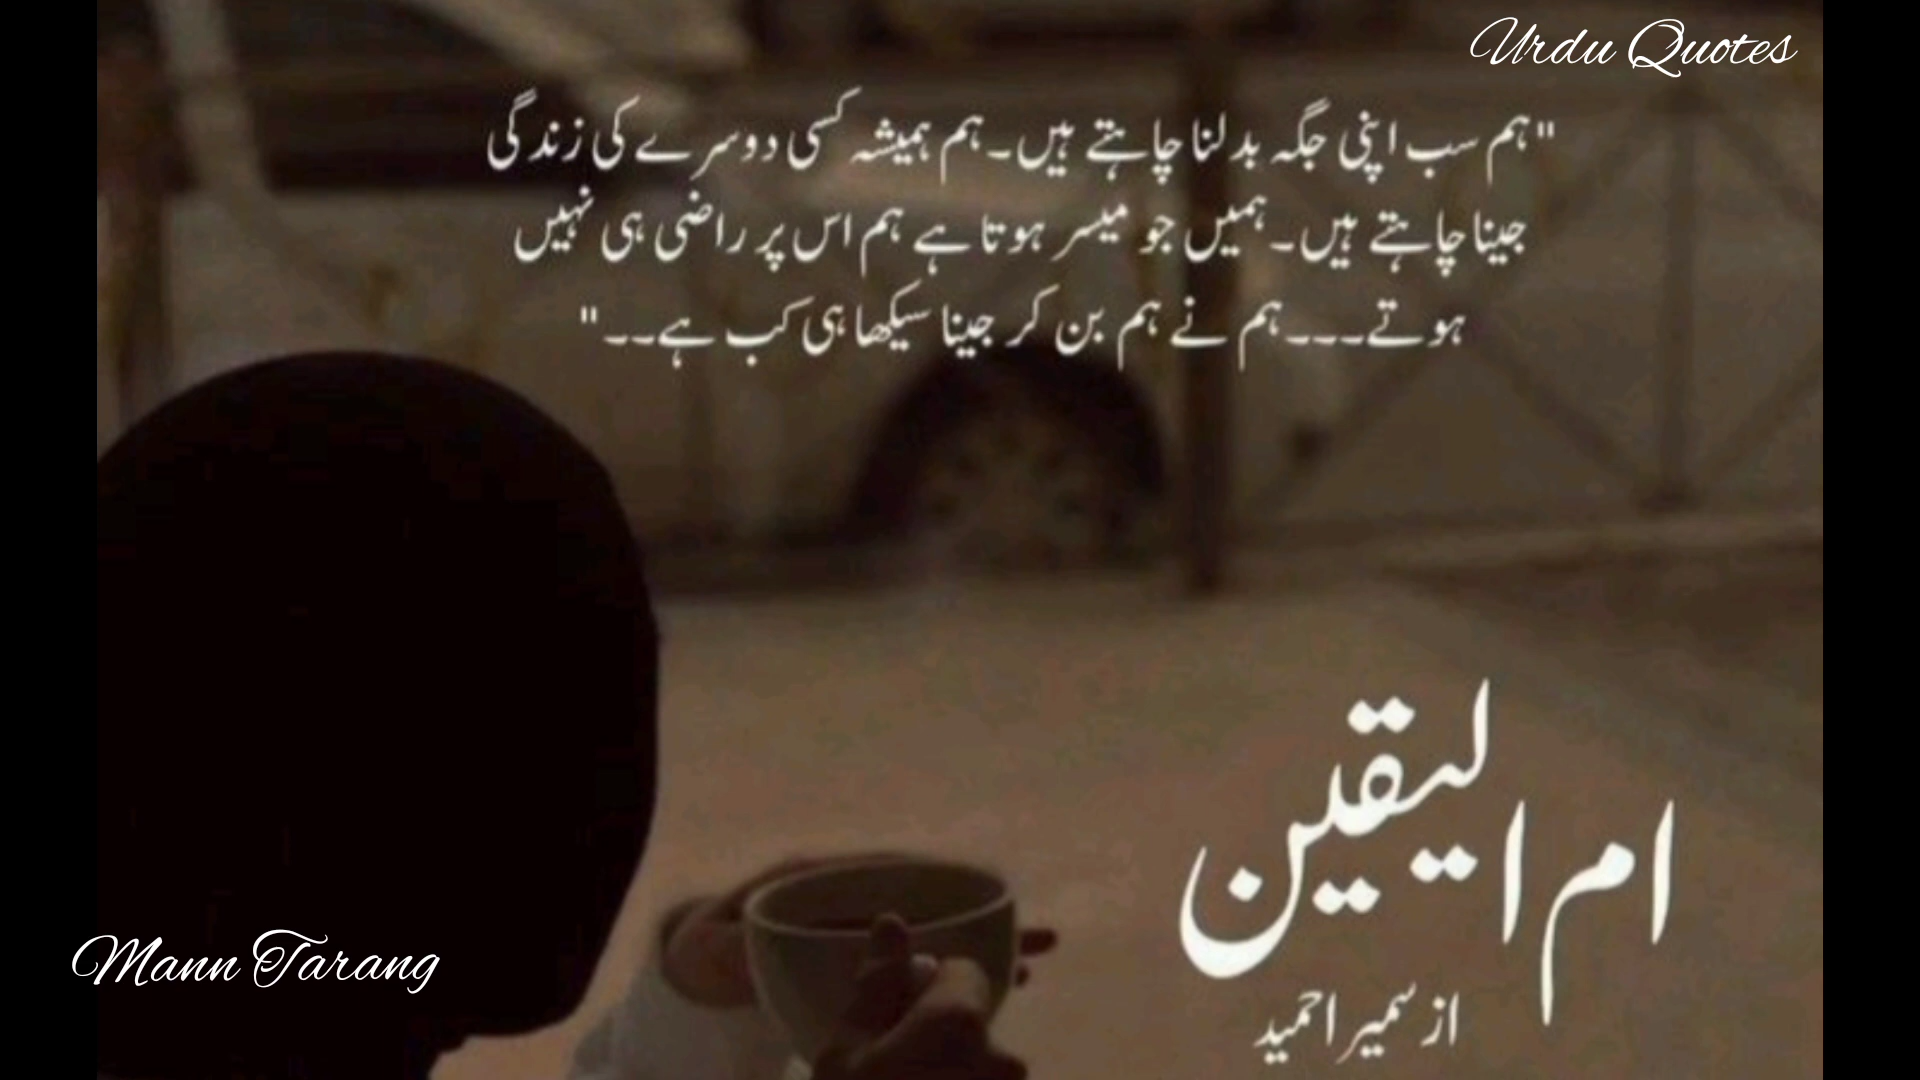 Urdu Quotes
"ہم سب اپنی جگہ بدلنا چاہتے ہیں۔ہم ہمیشہ کسی دوسرے کی زندگی
جینا چاہتے ہیں۔ہمیں جو میسر ہوتا ہے ہم اس پر راضی ہی نہیں
ہوتے۔۔۔ہم نے ہم بن کر جینا سیکھا ہی کب ہے۔۔"
ام الیقین
از سمیر احمید
Mann Tarang